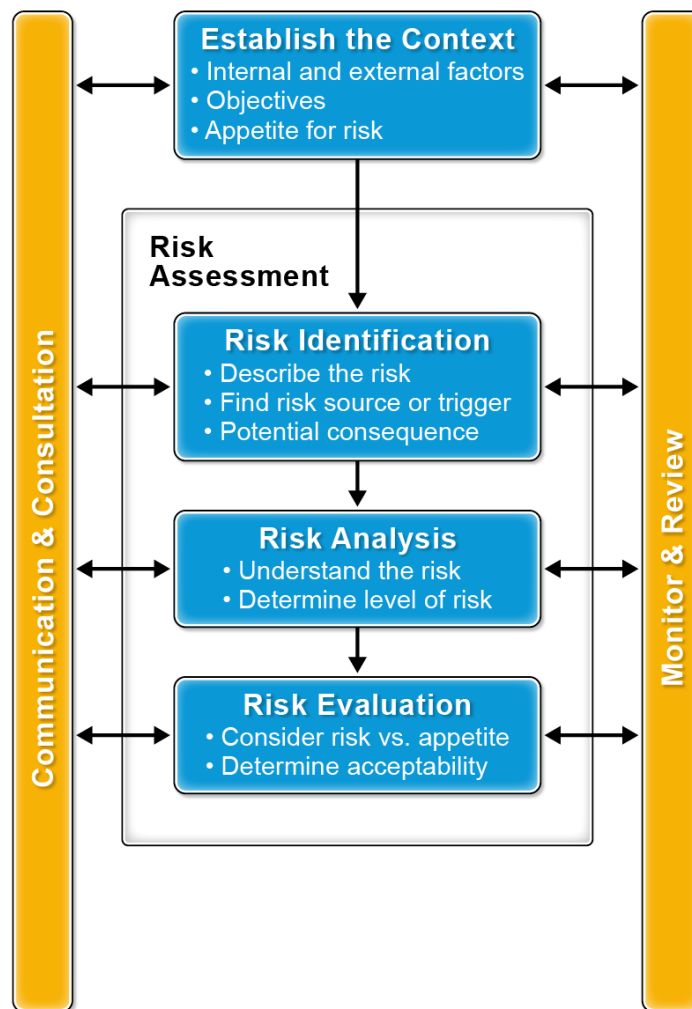 Establish the Context
• Internal and external factors
• Objectives
• Appetite for risk
Risk
Assessment
Risk Identification
• Describe the risk
• Find risk source or trigger
• Potential consequence
Risk Analysis
• Understand the risk
• Determine level of risk
Risk Evaluation
• Consider risk vs. appetite
• Determine acceptability
Communication & Consultation
Monitor & Review